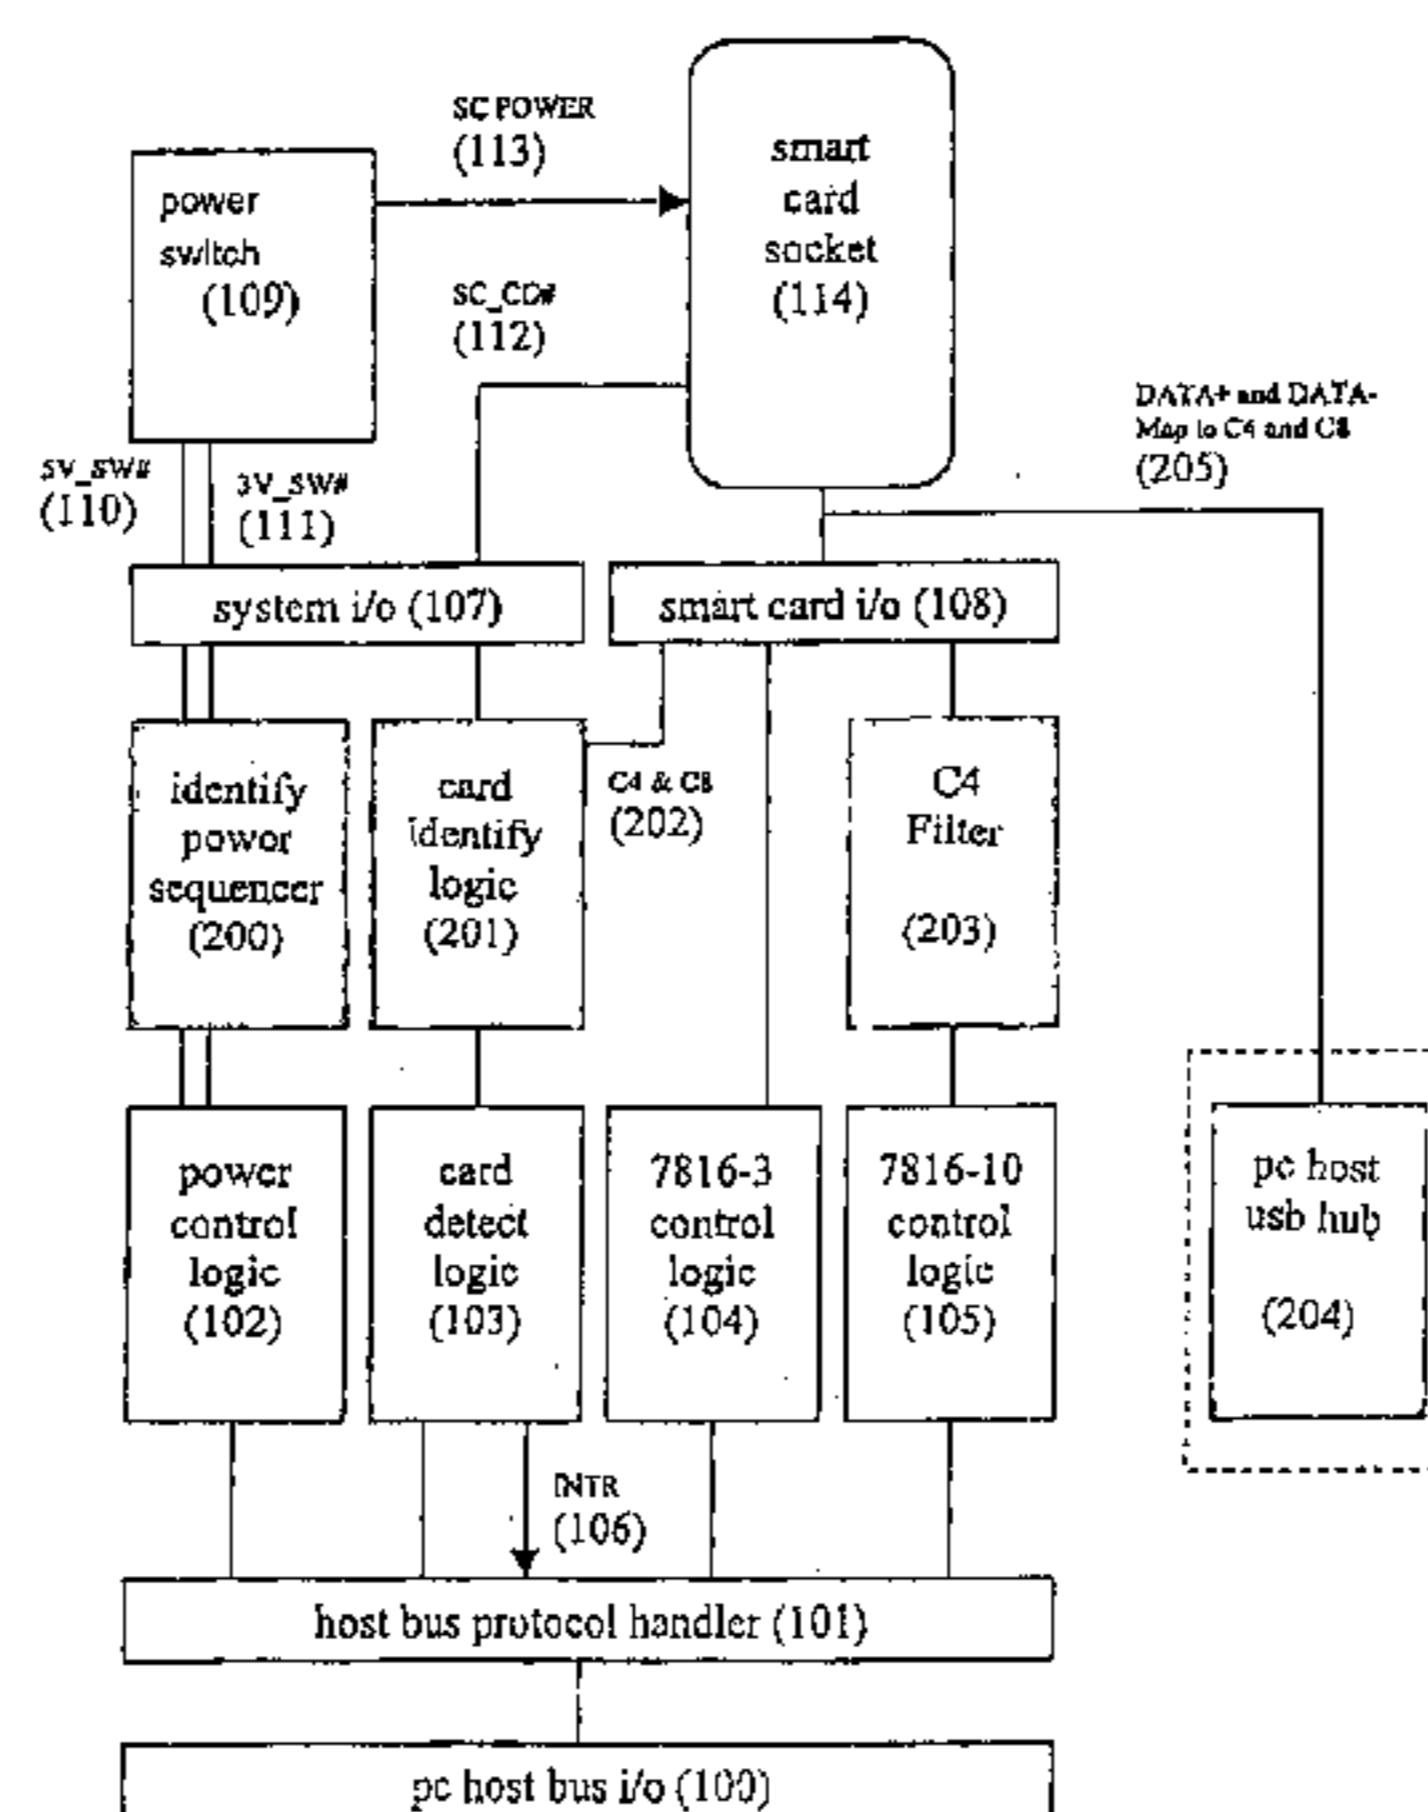 SC POWER
(113)
smart
card
socket
(114)
power
switch
(109)
SC_CD#
(112)
DATA+ and DATA-
Map to C4 and C8
(205)
5V_SW#
(110)
3V_SW#
(111)
system i/o (107)
smart card i/o (108)
identify
power
sequencer
(200)
card
identify
logic
(201)
C4 & C8
(202)
C4
Filter
(203)
power
control
logic
(102)
card
detect
logic
(103)
7816-3
control
logic
(104)
7816-10
control
logic
(105)
pc host
usb hub
(204)
INTR
(106)
host bus protocol handler (101)
pc host bus i/o (100)